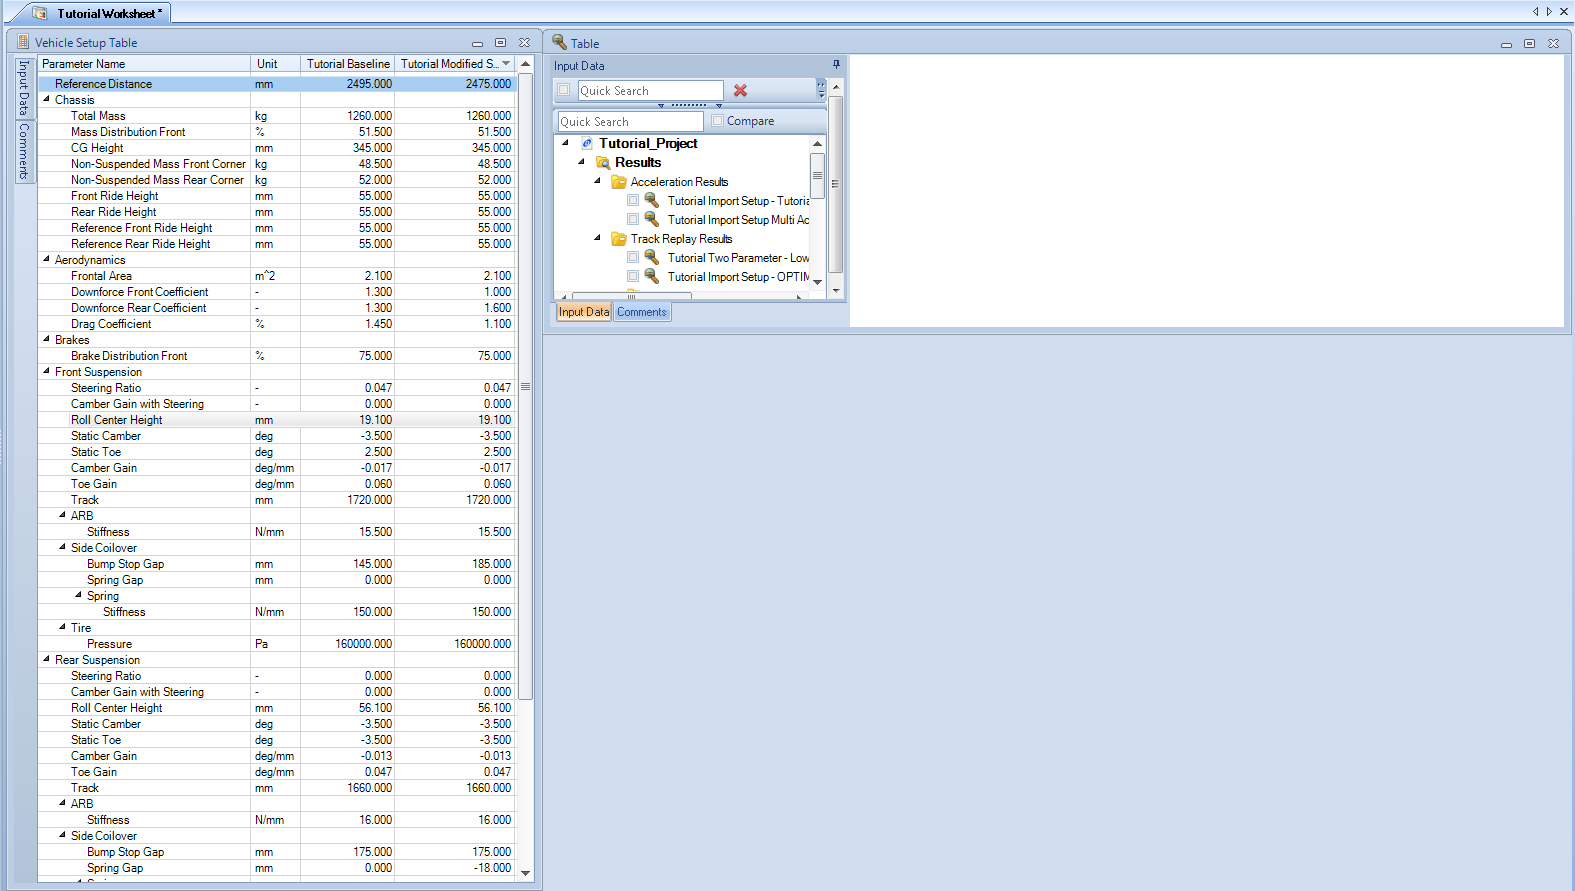 Tutorial Worksheet *
Vehicle Setup Table
Input Data
Comments
Parameter Name Unit Tutorial Baseline Tutorial Modified S...
Reference Distance mm 2495.000 2475.000
Chassis
Total Mass kg 1260.000 1260.000
Mass Distribution Front % 51.500 51.500
CG Height mm 345.000 345.000
Non-Suspended Mass Front Corner kg 48.500 48.500
Non-Suspended Mass Rear Corner kg 52.000 52.000
Front Ride Height mm 55.000 55.000
Rear Ride Height mm 55.000 55.000
Reference Front Ride Height mm 55.000 55.000
Reference Rear Ride Height mm 55.000 55.000
Aerodynamics
Frontal Area m^2 2.100 2.100
Downforce Front Coefficient - 1.300 1.000
Downforce Rear Coefficient - 1.300 1.600
Drag Coefficient % 1.450 1.100
Brakes
Brake Distribution Front % 75.000 75.000
Front Suspension
Steering Ratio - 0.047 0.047
Camber Gain with Steering - 0.000 0.000
Roll Center Height mm 19.100 19.100
Static Camber deg -3.500 -3.500
Static Toe deg 2.500 2.500
Camber Gain deg/mm -0.017 -0.017
Toe Gain deg/mm 0.060 0.060
Track mm 1720.000 1720.000
ARB
Stiffness N/mm 15.500 15.500
Side Coilover
Bump Stop Gap mm 145.000 185.000
Spring Gap mm 0.000 0.000
Spring
Stiffness N/mm 150.000 150.000
Tire
Pressure Pa 160000.000 160000.000
Rear Suspension
Steering Ratio - 0.000 0.000
Camber Gain with Steering - 0.000 0.000
Roll Center Height mm 56.100 56.100
Static Camber deg -3.500 -3.500
Static Toe deg -3.500 -3.500
Camber Gain deg/mm -0.013 -0.013
Toe Gain deg/mm 0.047 0.047
Track mm 1660.000 1660.000
ARB
Stiffness N/mm 16.000 16.000
Side Coilover
Bump Stop Gap mm 175.000 175.000
Spring Gap mm 0.000 -18.000
Table
Input Data
Quick Search
Quick Search Compare
Tutorial_Project
Results
Acceleration Results
Tutorial Import Setup - Tutoria
Tutorial Import Setup Multi Ac
Track Replay Results
Tutorial Two Parameter - Low
Tutorial Import Setup - OPTIM
Input Data Comments